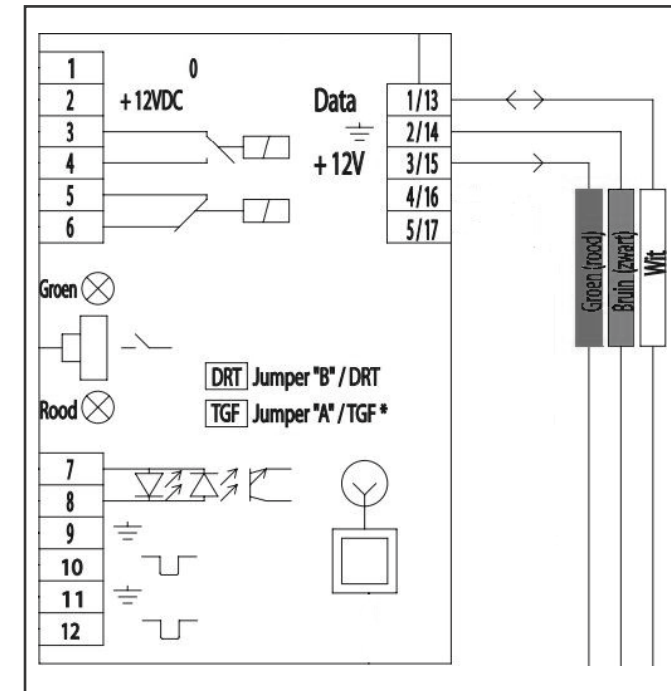 1 0
2 + 12VDC
3
4
5
6
Data 1/13
2/14
+ 12V 3/15
4/16
5/17
Groen (rood)
Bruin (zwart)
Wit
Groen
Rood
DRT Jumper "B" / DRT
TGF Jumper "A" / TGF *
7
8
9
10
11
12